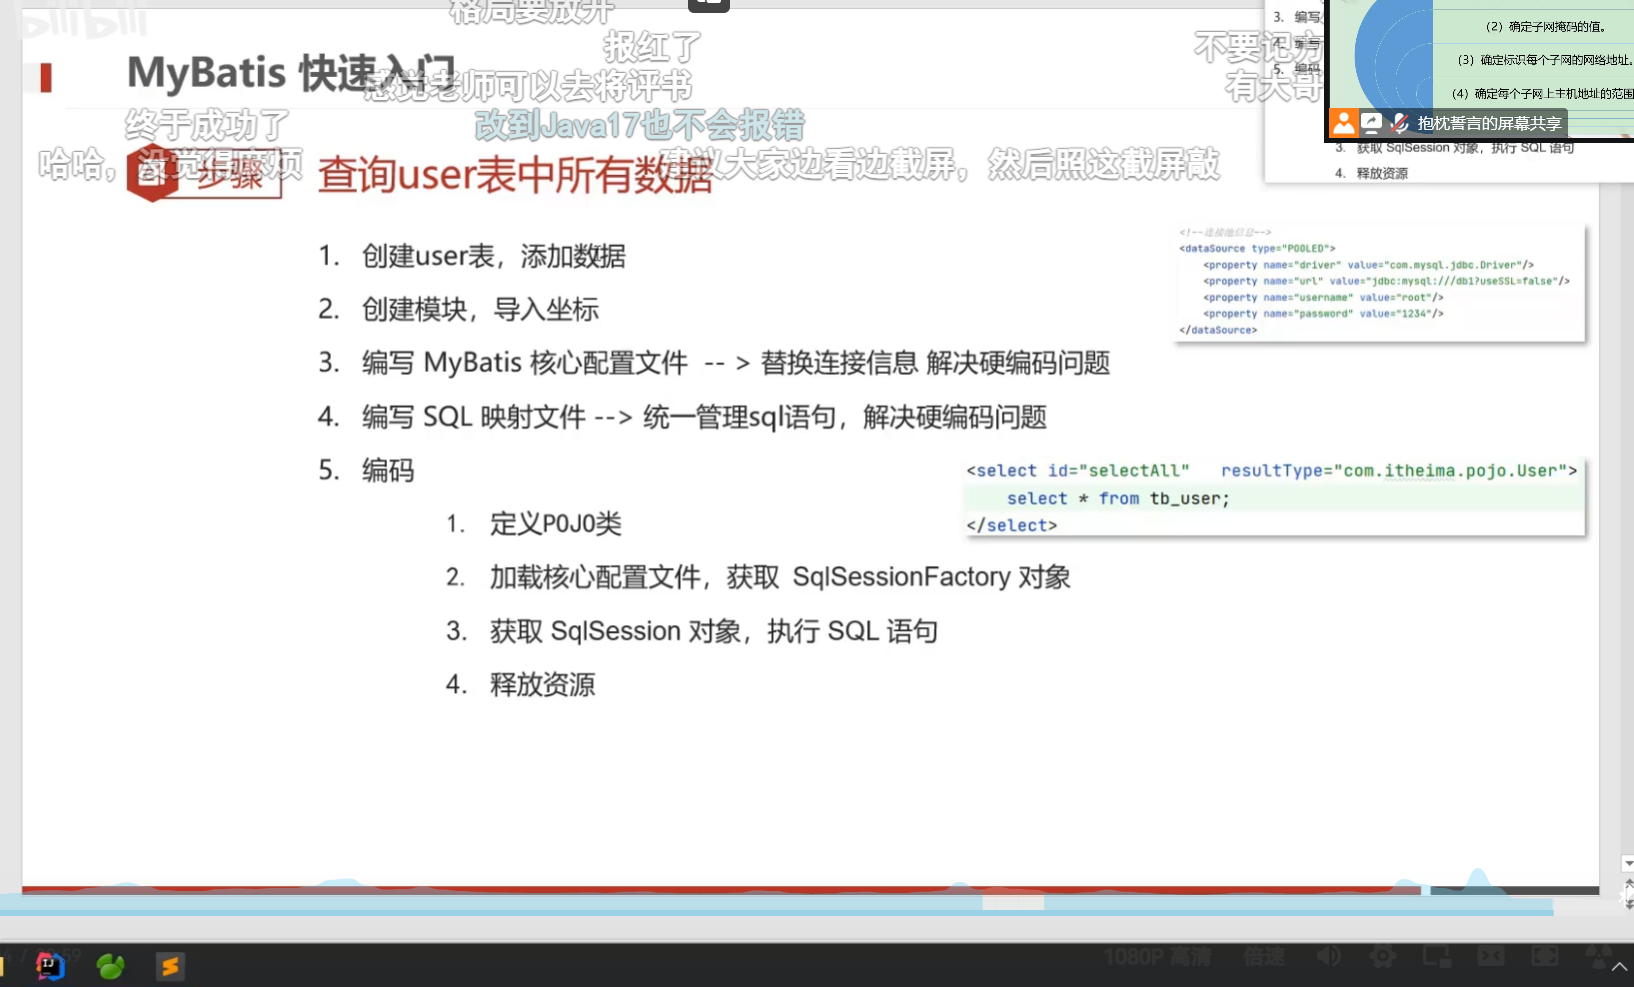 格局要放开
3. 编写
(2) 确定子网掩码的值。
报红了
不要记方
4. 编写
MyBatis 快速入门
(3) 确定标识每个子网的网络地址。
感觉老师可以去将评书
有大哥
5. 编码
(4) 确定每个子网上主机地址的范围
终于成功了
改到Java17也不会报错
抱枕誓言的屏幕共享
哈哈，没觉得麻烦
步骤
查询user表中所有数据
建议大家边看边截屏，然后照这截屏敲
3. 获取 SqlSession 对象，执行 SQL 语句
4. 释放资源
<!--连接池信息-->
<dataSource type="POOLED">
<property name="driver" value="com.mysql.jdbc.Driver"/>
<property name="url" value="jdbc:mysql:///db1?useSSL=false"/>
<property name="username" value="root"/>
<property name="password" value="1234"/>
</dataSource>
1. 创建user表，添加数据
2. 创建模块，导入坐标
3. 编写 MyBatis 核心配置文件 -- > 替换连接信息 解决硬编码问题
4. 编写 SQL 映射文件 --> 统一管理sql语句，解决硬编码问题
5. 编码
<select id="selectAll" resultType="com.itheima.pojo.User">
select * from tb_user;
</select>
1. 定义POJO类
2. 加载核心配置文件，获取 SqlSessionFactory 对象
3. 获取 SqlSession 对象，执行 SQL 语句
4. 释放资源
1080P 高清
倍速